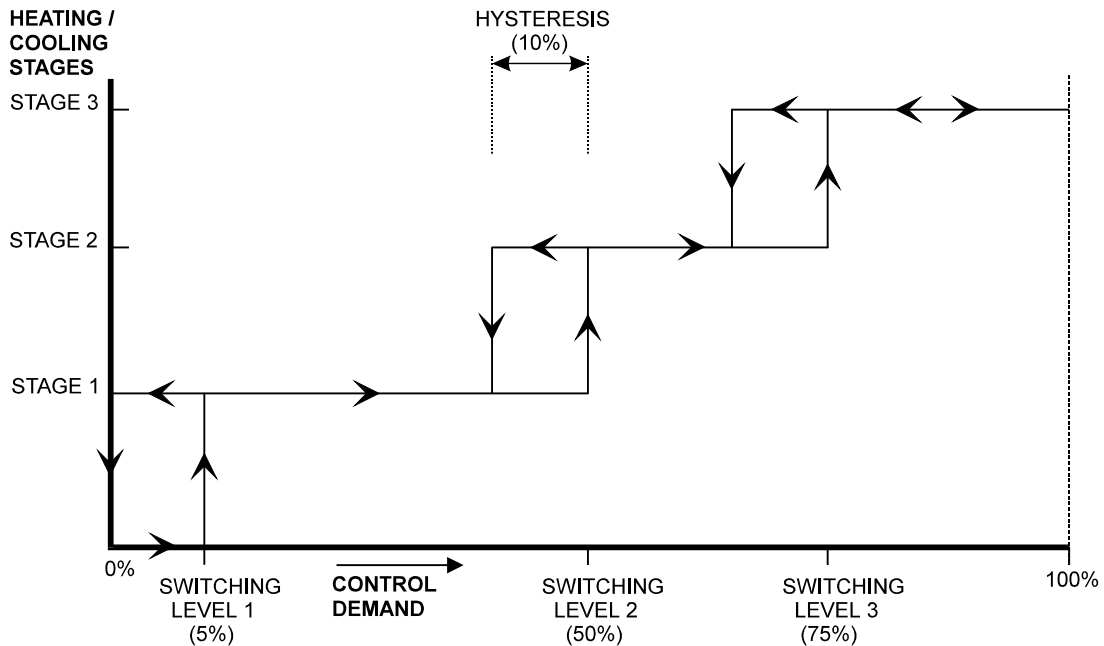 HEATING /
COOLING
STAGES
HYSTERESIS
(10%)
STAGE 3
STAGE 2
STAGE 1
0%
100%
SWITCHING
LEVEL 1
(5%)
CONTROL
DEMAND
SWITCHING
LEVEL 2
(50%)
SWITCHING
LEVEL 3
(75%)